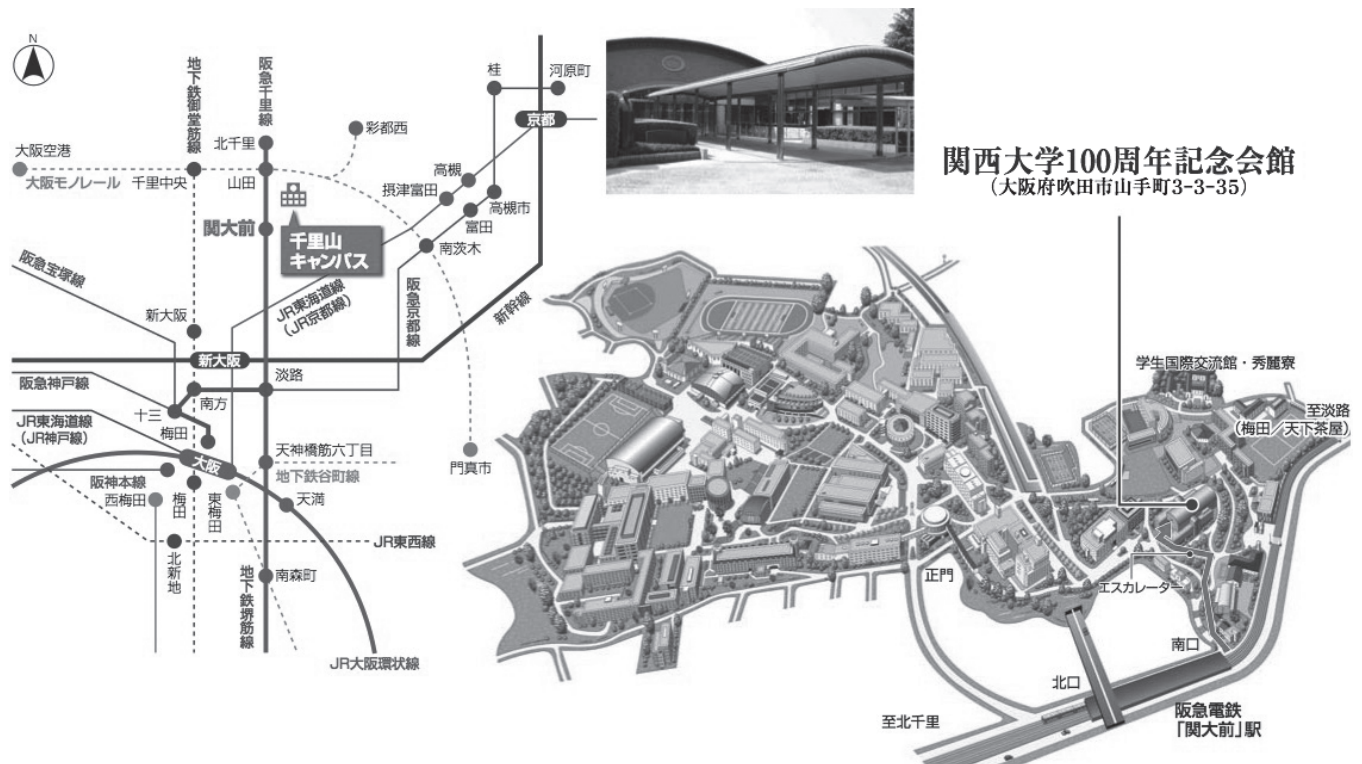 N
地下鉄御堂筋線
阪急千里線
桂
河原町
京都
北千里
彩都西
大阪空港
大阪モノレール
千里中央
山田
高槻
摂津富田
高槻市
富田
関大前
千里山
キャンパス
南茨木
阪急宝塚線
新大阪
JR東海道線
(JR京都線)
阪急京都線
新幹線
新大阪
阪急神戸線
淡路
十三
南方
梅田
JR東海道線
(JR神戸線)
大阪
天神橋筋六丁目
地下鉄谷町線
門真市
阪神本線
西梅田
梅田
東梅田
天満
JR東西線
北新地
地下鉄堺筋線
南森町
JR大阪環状線
関西大学100周年記念会館
(大阪府吹田市山手町3-3-35)
学生国際交流館・秀麗寮
至淡路
(梅田/天下茶屋)
正門
エスカレーター
南口
北口
至北千里
阪急電鉄
「関大前」駅